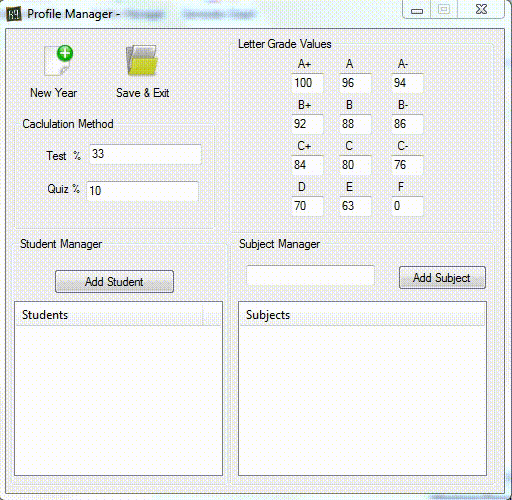 Profile Manager -
New Year
Save & Exit
Caclulation Method
Test % 33
Quiz % 10
Letter Grade Values
A+ A A-
100 96 94
B+ B B-
92 88 86
C+ C C-
84 80 76
D E F
70 63 0
Student Manager
Add Student
Students
Subject Manager
Add Subject
Subjects